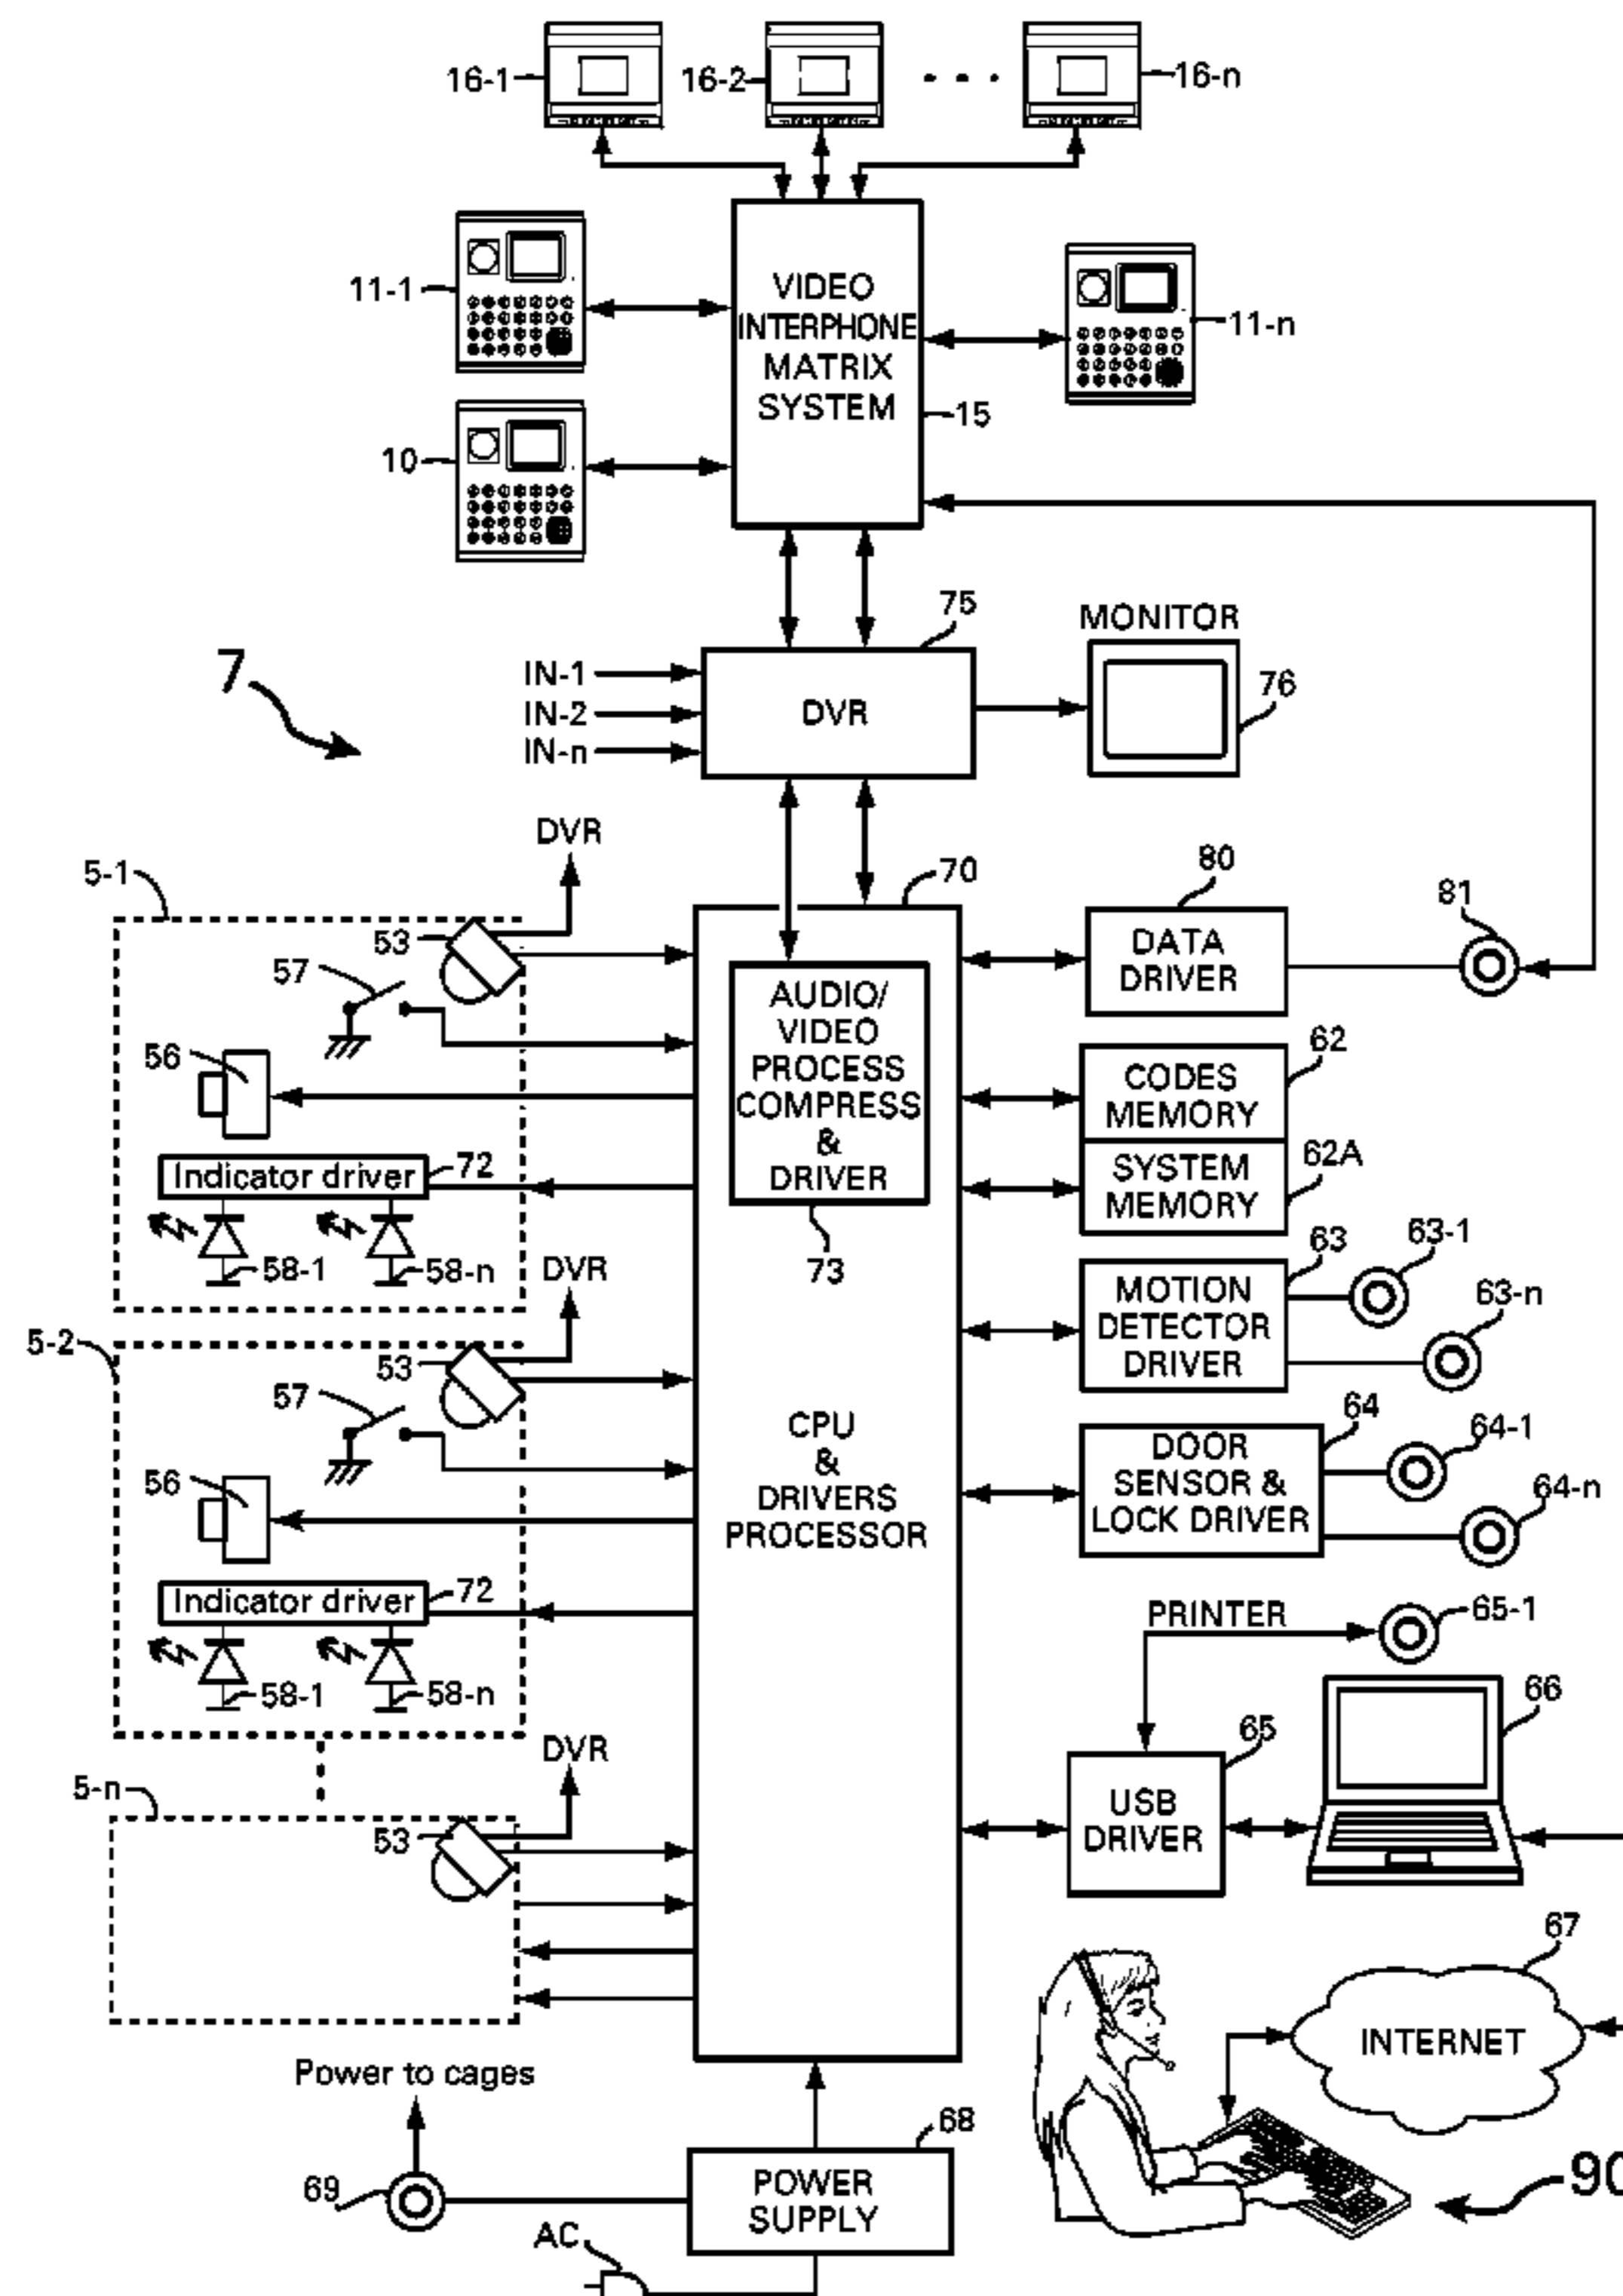 16-1
16-2
16-n
11-1
VIDEO
INTERPHONE
MATRIX
SYSTEM
11-n
15
10
75
MONITOR
7
IN-1
IN-2
IN-n
DVR
76
DVR
5-1
53
57
56
Indicator driver
72
58-1
58-n
70
AUDIO/
VIDEO
PROCESS
COMPRESS
&
DRIVER
73
80
DATA
DRIVER
81
CODES
MEMORY
62
SYSTEM
MEMORY
62A
MOTION
DETECTOR
DRIVER
63
63-1
63-n
DVR
5-2
53
57
56
Indicator driver
72
58-1
58-n
CPU
&
DRIVERS
PROCESSOR
DOOR
SENSOR &
LOCK DRIVER
64
64-1
64-n
PRINTER
65-1
65
USB
DRIVER
66
DVR
5-n
53
67
INTERNET
90
Power to cages
69
68
POWER
SUPPLY
AC